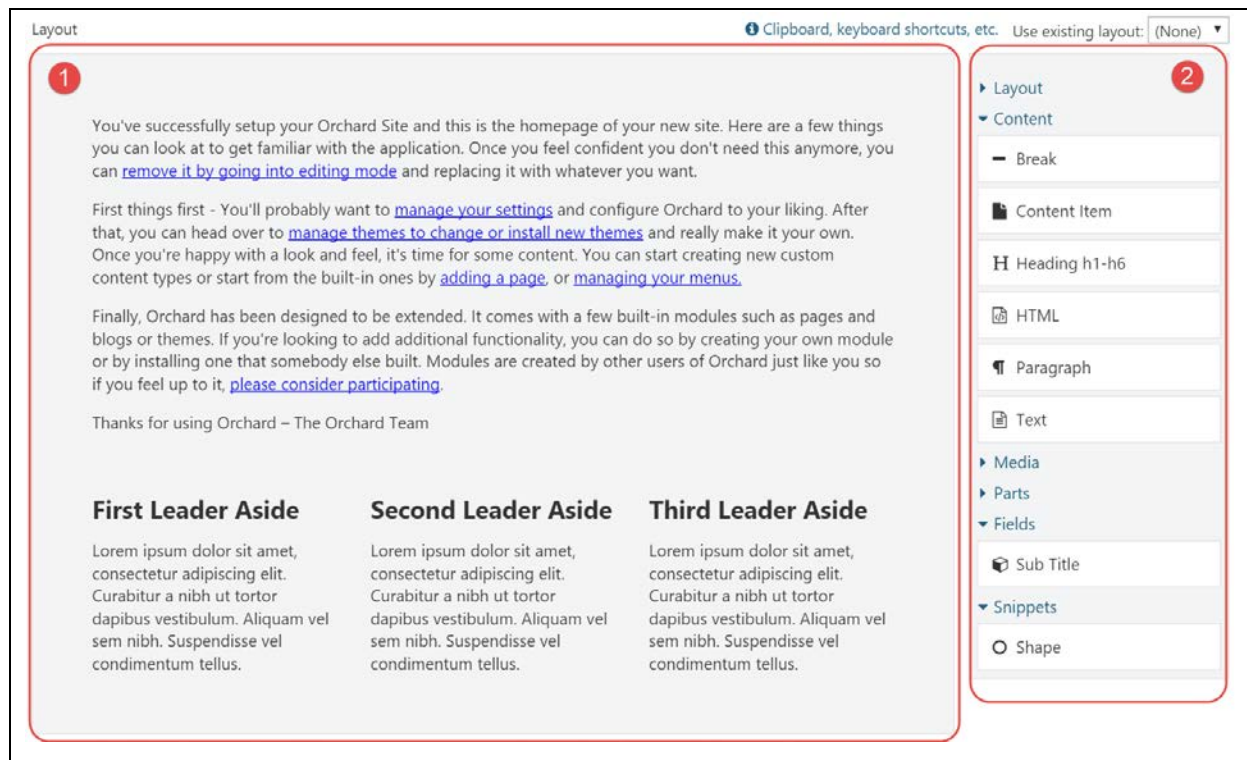 Layout
Clipboard, keyboard shortcuts, etc. Use existing layout: (None)
1
You've successfully setup your Orchard Site and this is the homepage of your new site. Here are a few things
you can look at to get familiar with the application. Once you feel confident you don't need this anymore, you
can remove it by going into editing mode and replacing it with whatever you want.
First things first - You'll probably want to manage your settings and configure Orchard to your liking. After
that, you can head over to manage themes to change or install new themes and really make it your own.
Once you're happy with a look and feel, it's time for some content. You can start creating new custom
content types or start from the built-in ones by adding a page, or managing your menus.
Finally, Orchard has been designed to be extended. It comes with a few built-in modules such as pages and
blogs or themes. If you're looking to add additional functionality, you can do so by creating your own module
or by installing one that somebody else built. Modules are created by other users of Orchard just like you so
if you feel up to it, please consider participating.
Thanks for using Orchard – The Orchard Team
First Leader Aside
Lorem ipsum dolor sit amet,
consectetur adipiscing elit.
Curabitur a nibh ut tortor
dapibus vestibulum. Aliquam vel
sem nibh. Suspendisse vel
condimentum tellus.
Second Leader Aside
Lorem ipsum dolor sit amet,
consectetur adipiscing elit.
Curabitur a nibh ut tortor
dapibus vestibulum. Aliquam vel
sem nibh. Suspendisse vel
condimentum tellus.
Third Leader Aside
Lorem ipsum dolor sit amet,
consectetur adipiscing elit.
Curabitur a nibh ut tortor
dapibus vestibulum. Aliquam vel
sem nibh. Suspendisse vel
condimentum tellus.
2
Layout
Content
Break
Content Item
H Heading h1-h6
HTML
¶ Paragraph
Text
Media
Parts
Fields
Sub Title
Snippets
Shape